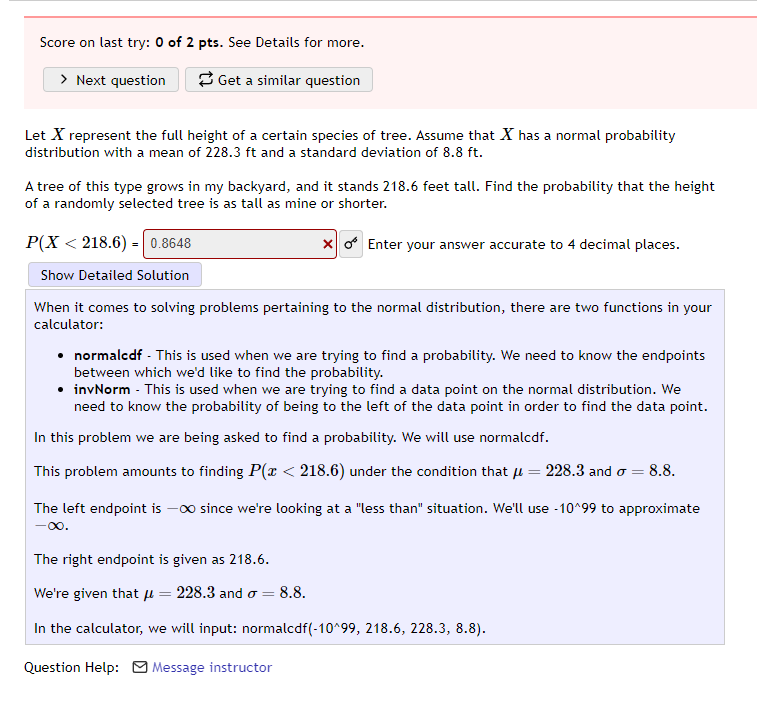 Score on last try: 0 of 2 pts. See Details for more.
> Next question Get a similar question
Let X represent the full height of a certain species of tree. Assume that X has a normal probability
distribution with a mean of 228.3 ft and a standard deviation of 8.8 ft.
A tree of this type grows in my backyard, and it stands 218.6 feet tall. Find the probability that the height
of a randomly selected tree is as tall as mine or shorter.
P(X < 218.6) = 0.8648 Enter your answer accurate to 4 decimal places.
Show Detailed Solution
When it comes to solving problems pertaining to the normal distribution, there are two functions in your
calculator:
• normalcdf - This is used when we are trying to find a probability. We need to know the endpoints
between which we'd like to find the probability.
• invNorm - This is used when we are trying to find a data point on the normal distribution. We
need to know the probability of being to the left of the data point in order to find the data point.
In this problem we are being asked to find a probability. We will use normalcdf.
This problem amounts to finding P(x < 218.6) under the condition that μ = 228.3 and σ = 8.8.
The left endpoint is −∞ since we're looking at a "less than" situation. We'll use -10^99 to approximate
−∞.
The right endpoint is given as 218.6.
We're given that μ = 228.3 and σ = 8.8.
In the calculator, we will input: normalcdf(-10^99, 218.6, 228.3, 8.8).
Question Help: Message instructor